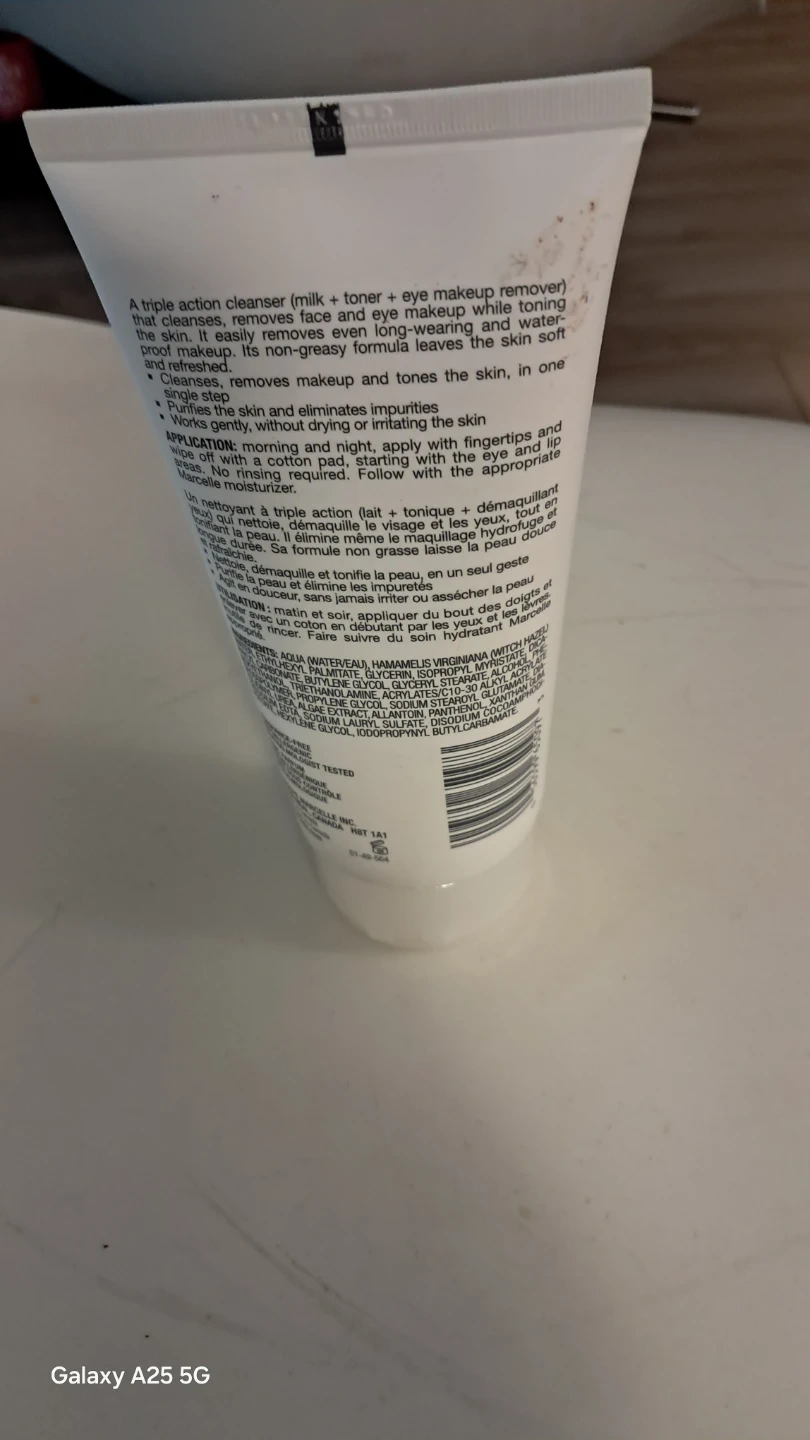 A triple action cleanser (milk + toner + eye makeup remover)
that cleanses, removes face and eye makeup while toning
the skin. It easily removes even long-wearing and water-
proof makeup. Its non-greasy formula leaves the skin soft
and refreshed.
• Cleanses, removes makeup and tones the skin, in one
single step
• Purifies the skin and eliminates impurities
• Works gently, without drying or irritating the skin
APPLICATION: morning and night, apply with fingertips and
wipe off with a cotton pad, starting with the eye and lip
areas. No rinsing required. Follow with the appropriate
Marcelle moisturizer.
Un nettoyant à triple action (lait + tonique + démaquillant
yeux) qui nettoie, démaquille le visage et les yeux, tout en
tonifiant la peau. Il élimine même le maquillage hydrofuge et
longue durée. Sa formule non grasse laisse la peau douce
et rafraîchie.
• Nettoie, démaquille et tonifie la peau, en un seul geste
• Purifie la peau et élimine les impuretés
• Agit en douceur, sans jamais irriter ou assécher la peau
UTILISATION : matin et soir, appliquer du bout des doigts et
avec un coton en débutant par les yeux et les lèvres.
de rincer. Faire suivre du soin hydratant Marcelle
approprié.
INGREDIENTS: AQUA (WATER/EAU), HAMAMELIS VIRGINIANA (WITCH HAZEL)
ETHYLHEXYL PALMITATE, GLYCERIN, ISOPROPYL MYRISTATE, DICA-
CARBONATE, BUTYLENE GLYCOL, GLYCERYL STEARATE, ALCOHOL,
TRIETHANOLAMINE, ACRYLATES/C10-30 ALKYL ACRYLATE
PROPYLENE GLYCOL, SODIUM STEAROYL GLUTAMATE,
UREA, ALGAE EXTRACT, ALLANTOIN, PANTHENOL, XANTHAN GUM,
EDTA, SODIUM LAURYL SULFATE, DISODIUM
HEXYLENE GLYCOL, IODOPROPYNYL BUTYLCARBAMATE.
TESTED
CONTRÔLE
MARCELLE INC.
CANADA H8T 1A1
Galaxy A25 5G